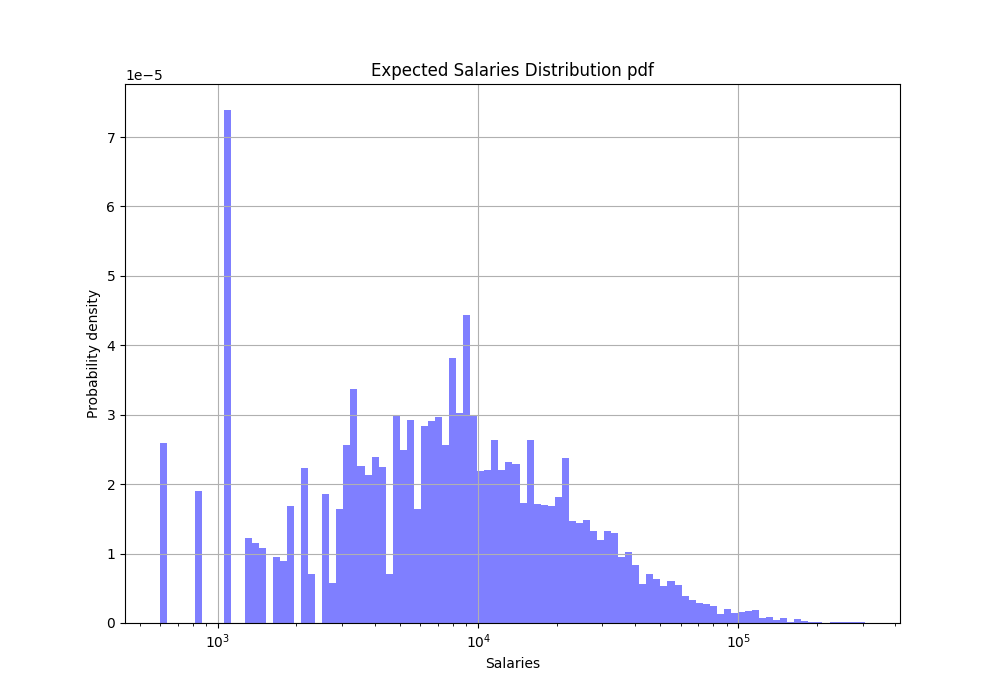 Expected Salaries Distribution pdf
1e−5
7
6
5
4
3
2
1
0
Probability density
10³
10⁴
10⁵
Salaries